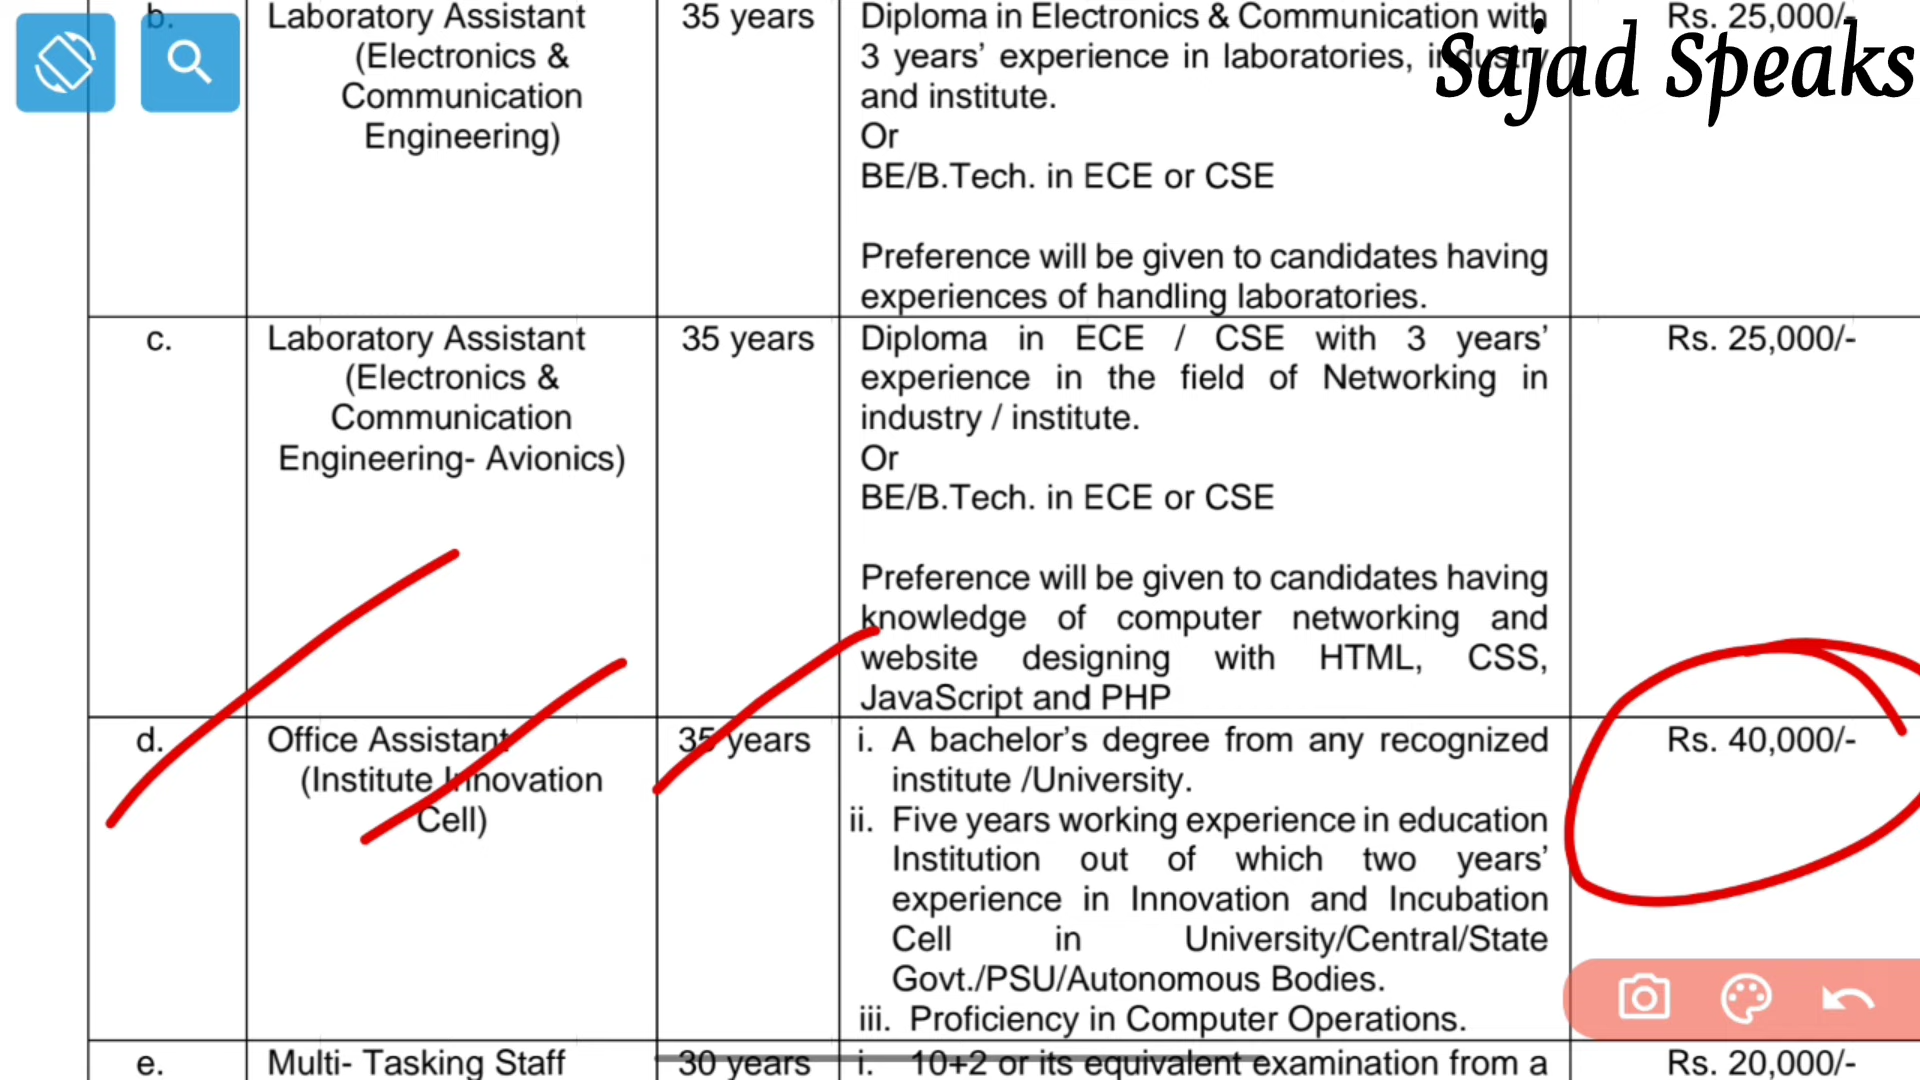 b.
Laboratory Assistant
(Electronics &
Communication
Engineering)
35 years
Diploma in Electronics & Communication with
3 years’ experience in laboratories, industry
and institute.
Or
BE/B.Tech. in ECE or CSE
Preference will be given to candidates having
experiences of handling laboratories.
Rs. 25,000/-
Sajad Speaks
c.
Laboratory Assistant
(Electronics &
Communication
Engineering- Avionics)
35 years
Diploma in ECE / CSE with 3 years’
experience in the field of Networking in
industry / institute.
Or
BE/B.Tech. in ECE or CSE
Preference will be given to candidates having
knowledge of computer networking and
website designing with HTML, CSS,
JavaScript and PHP
Rs. 25,000/-
d.
Office Assistant
(Institute Innovation
Cell)
35 years
i. A bachelor’s degree from any recognized
institute /University.
ii. Five years working experience in education
Institution out of which two years’
experience in Innovation and Incubation
Cell in University/Central/State
Govt./PSU/Autonomous Bodies.
iii. Proficiency in Computer Operations.
Rs. 40,000/-
e.
Multi- Tasking Staff
30 years
i. 10+2 or its equivalent examination from a
Rs. 20,000/-